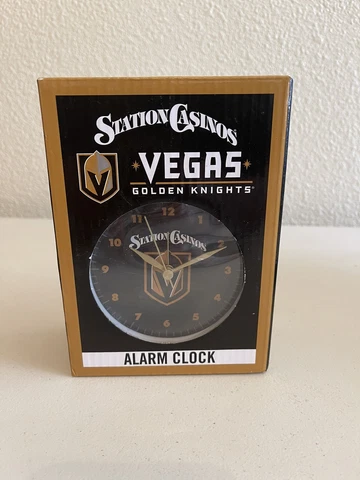 STATION CASINOS
VEGAS
GOLDEN KNIGHTS®
11 12 1
10 2
9 3
8 4
7 6 5
STATION CASINOS
ALARM CLOCK